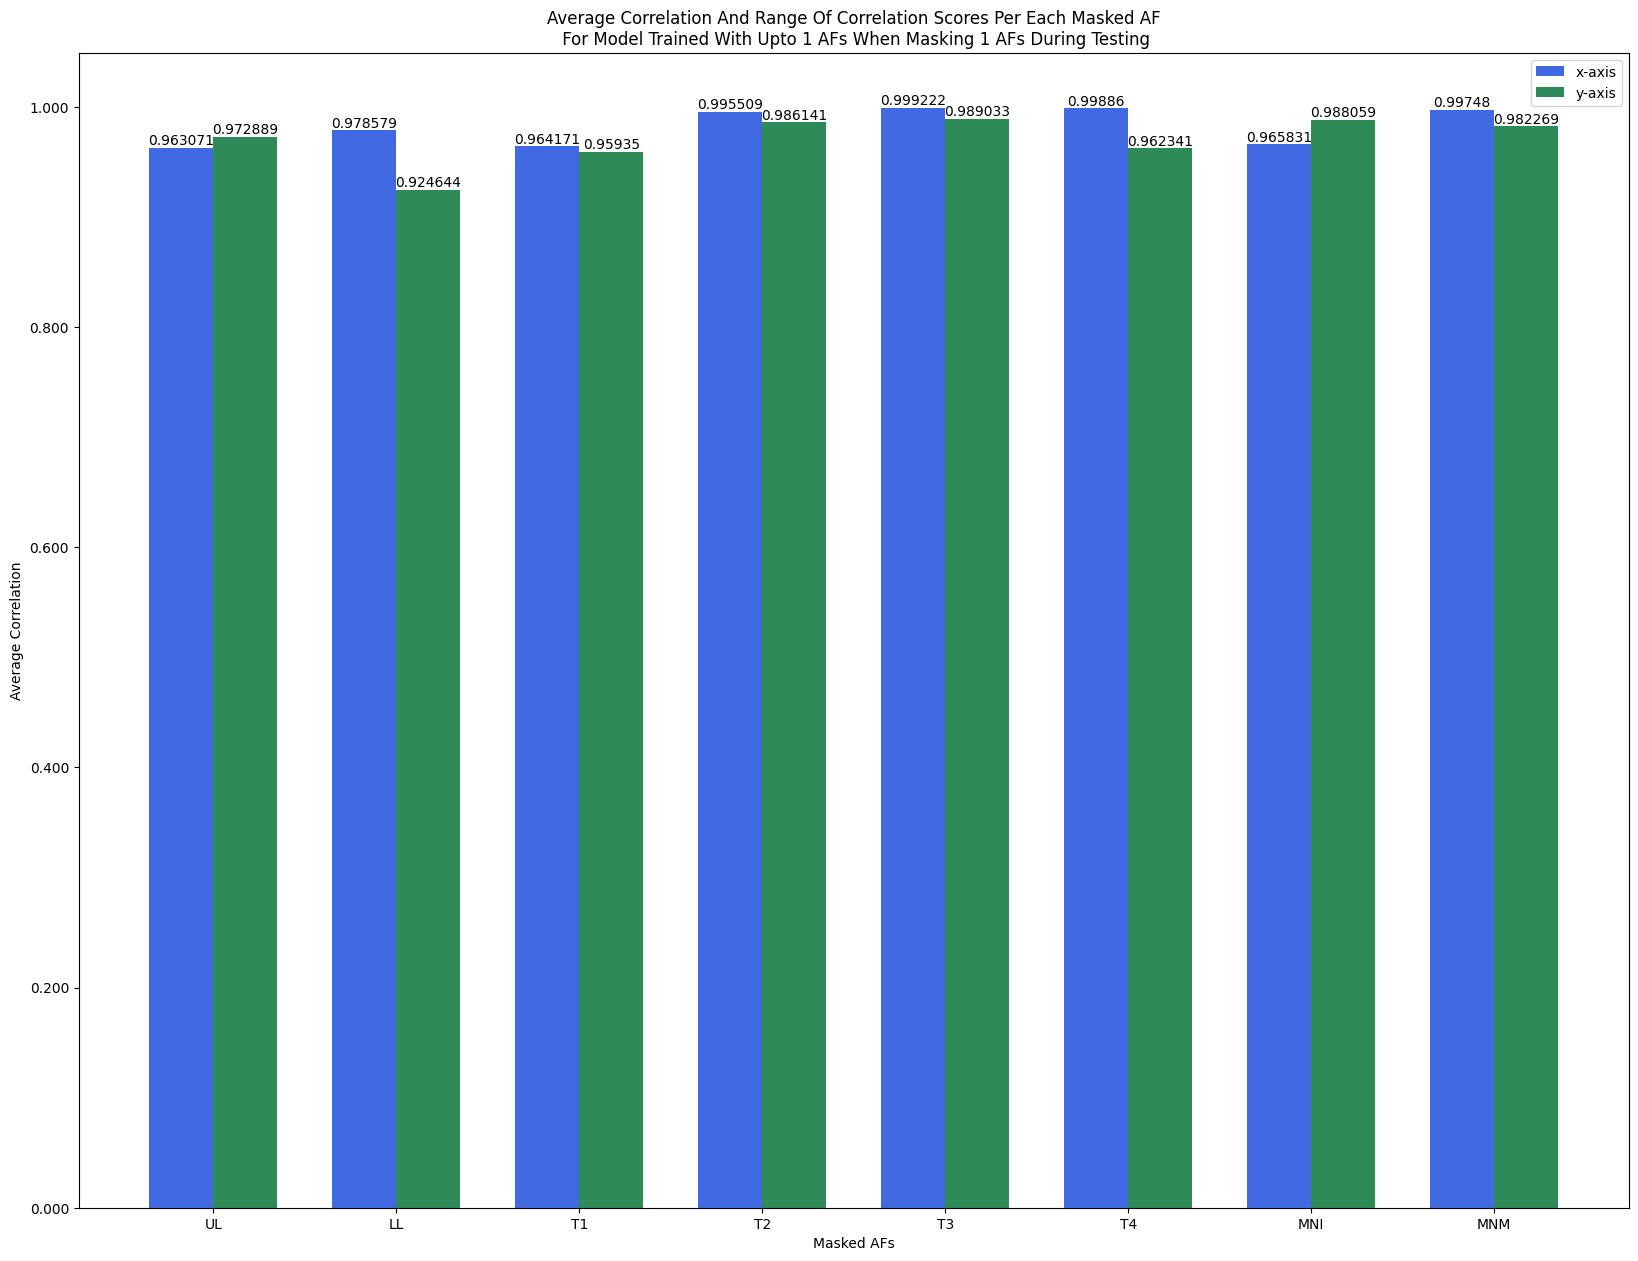 Average Correlation And Range Of Correlation Scores Per Each Masked AF
For Model Trained With Upto 1 AFs When Masking 1 AFs During Testing
x-axis
y-axis
1.000
0.800
0.600
0.400
0.200
0.000
Average Correlation
0.963071
0.972889
0.978579
0.924644
0.964171
0.95935
0.995509
0.986141
0.999222
0.989033
0.99886
0.962341
0.965831
0.988059
0.99748
0.982269
UL
LL
T1
T2
T3
T4
MNI
MNM
Masked AFs